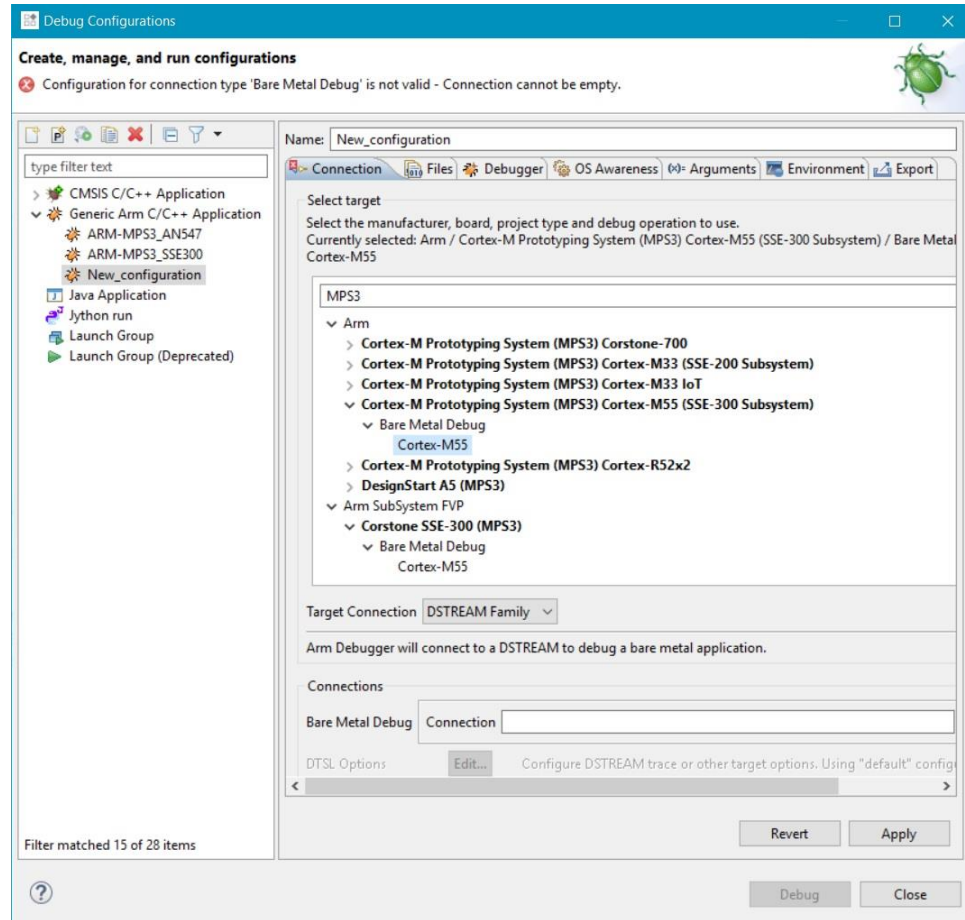 Debug Configurations
Create, manage, and run configurations
Configuration for connection type 'Bare Metal Debug' is not valid - Connection cannot be empty.
type filter text
CMSIS C/C++ Application
Generic Arm C/C++ Application
ARM-MPS3_AN547
ARM-MPS3_SSE300
New_configuration
Java Application
Jython run
Launch Group
Launch Group (Deprecated)
Filter matched 15 of 28 items
Name: New_configuration
Connection Files Debugger OS Awareness (x)= Arguments Environment Export
Select target
Select the manufacturer, board, project type and debug operation to use.
Currently selected: Arm / Cortex-M Prototyping System (MPS3) Cortex-M55 (SSE-300 Subsystem) / Bare Metal
Cortex-M55
MPS3
Arm
Cortex-M Prototyping System (MPS3) Corstone-700
Cortex-M Prototyping System (MPS3) Cortex-M33 (SSE-200 Subsystem)
Cortex-M Prototyping System (MPS3) Cortex-M33 IoT
Cortex-M Prototyping System (MPS3) Cortex-M55 (SSE-300 Subsystem)
Bare Metal Debug
Cortex-M55
Cortex-M Prototyping System (MPS3) Cortex-R52x2
DesignStart A5 (MPS3)
Arm SubSystem FVP
Corstone SSE-300 (MPS3)
Bare Metal Debug
Cortex-M55
Target Connection DSTREAM Family
Arm Debugger will connect to a DSTREAM to debug a bare metal application.
Connections
Bare Metal Debug Connection
DTSL Options Edit... Configure DSTREAM trace or other target options. Using "default" config
Revert Apply
Debug Close